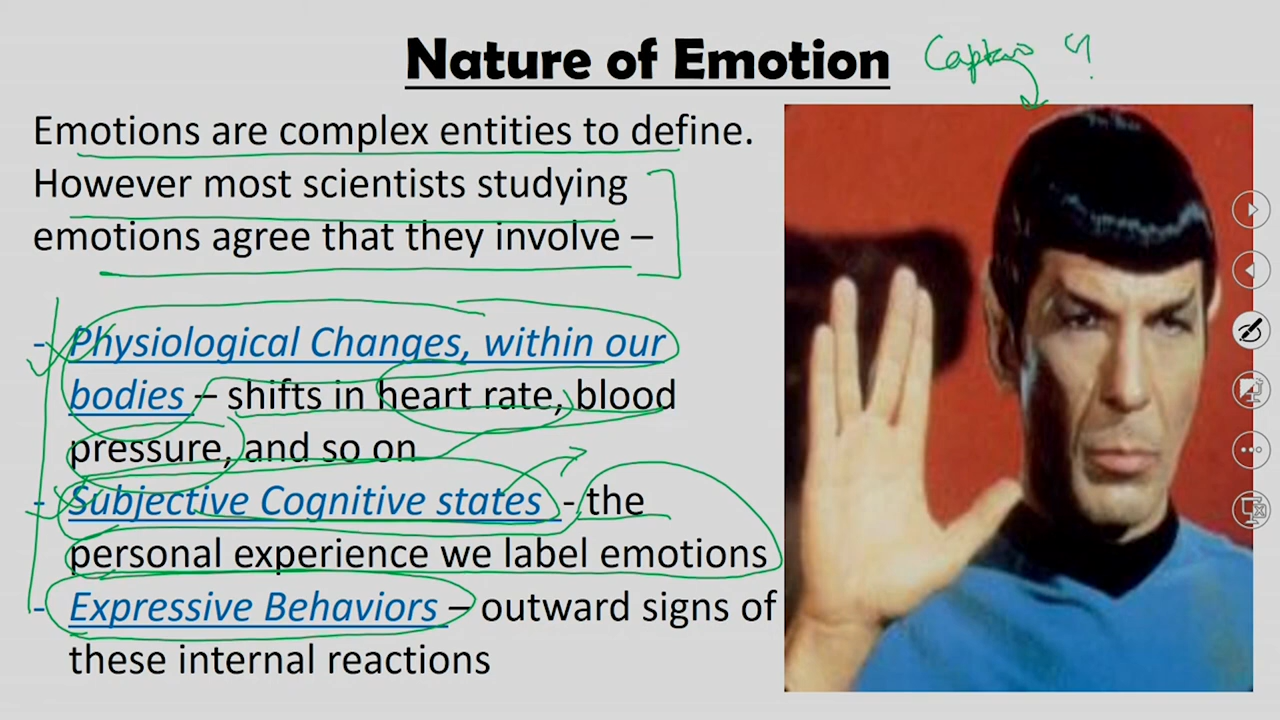 Nature of Emotion
Emotions are complex entities to define.
However most scientists studying
emotions agree that they involve –
- Physiological Changes, within our
bodies – shifts in heart rate, blood
pressure, and so on
- Subjective Cognitive states - the
personal experience we label emotions
- Expressive Behaviors – outward signs of
these internal reactions